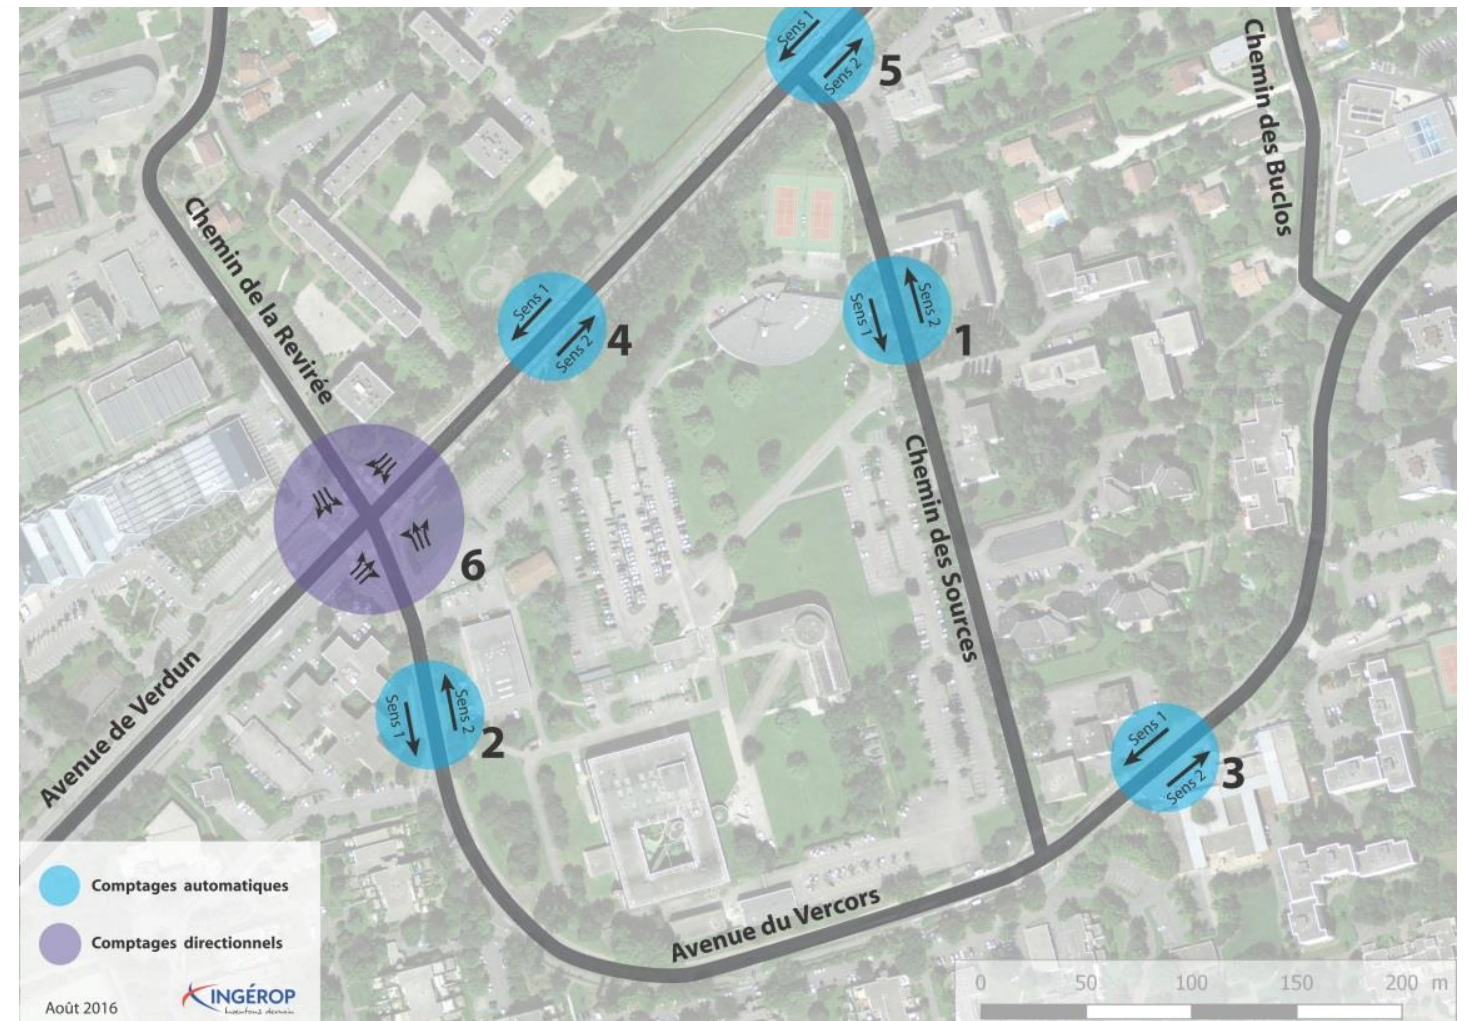 Sens 1
Sens 2
5
Chemin des Buclos
Chemin de la Revirée
Sens 1
Sens 2
4
Sens 1
Sens 2
1
Chemin des Sources
6
Avenue de Verdun
Sens 1
Sens 2
2
Sens 1
Sens 2
3
Avenue du Vercors
Comptages automatiques
Comptages directionnels
Août 2016
INGÉROP
Inventons demain
0 50 100 150 200 m